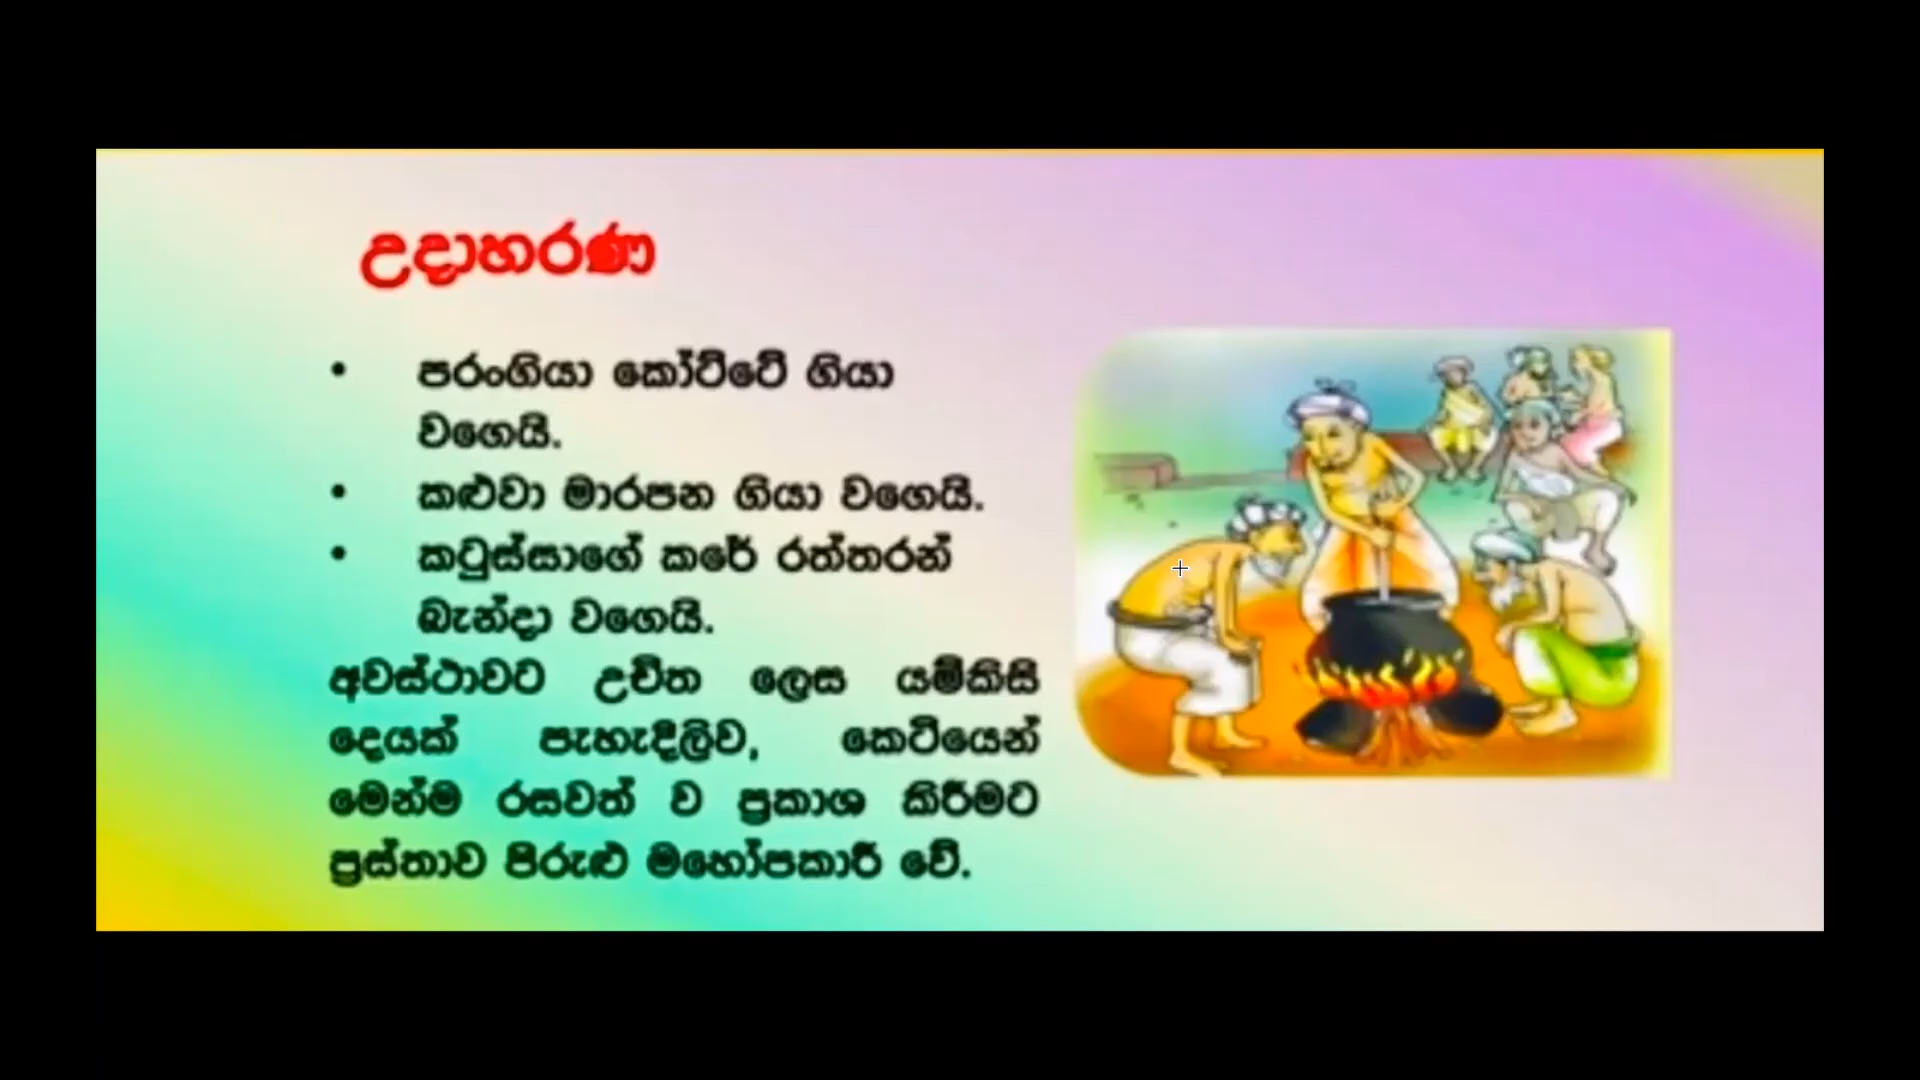 උදාහරණ
• පරංගියා කෝට්ටේ ගියා
වගෙයි.
• කළුවා මාරපන ගියා වගෙයි.
• කටුස්සාගේ කරේ රත්තරන්
බැන්දා වගෙයි.
අවස්ථාවට උචිත ලෙස යම්කිසි
දෙයක් පැහැදිලිව, කෙටියෙන්
මෙන්ම රසවත් ව ප්‍රකාශ කිරීමට
ප්‍රස්තාව පිරුළු මහෝපකාරී වේ.